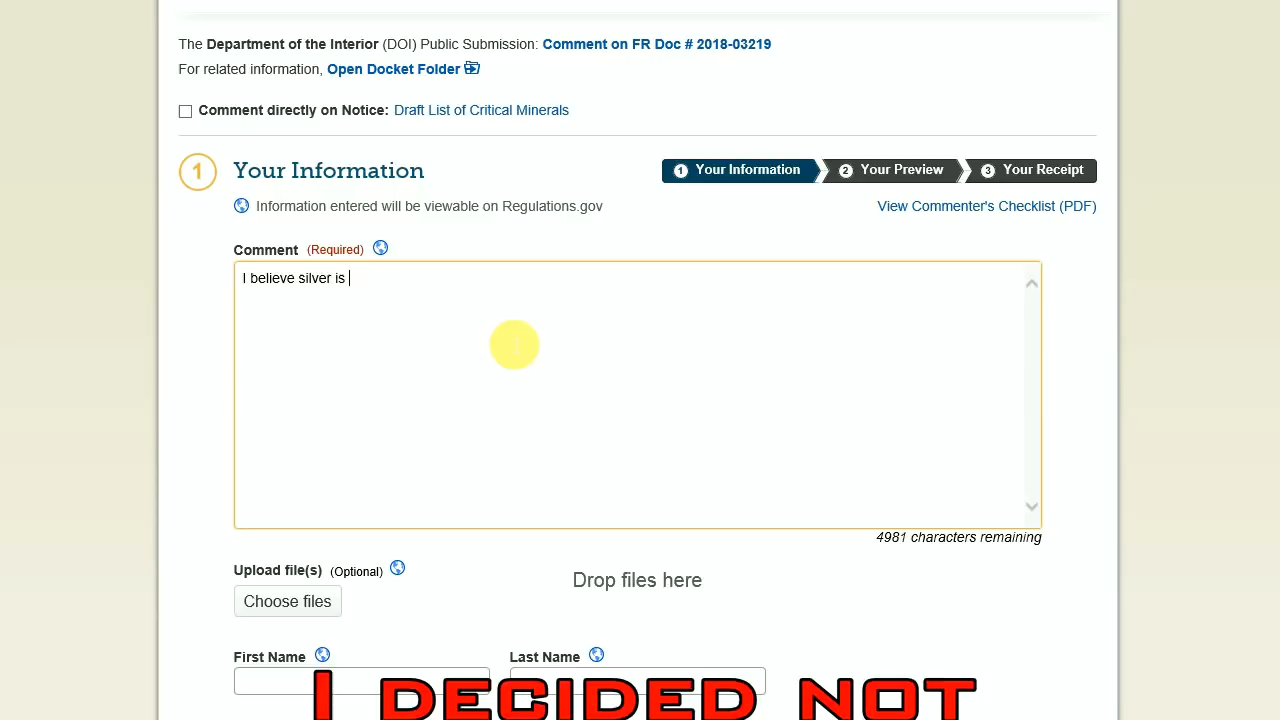 The Department of the Interior (DOI) Public Submission: Comment on FR Doc # 2018-03219
For related information, Open Docket Folder
Comment directly on Notice: Draft List of Critical Minerals
1 Your Information
1 Your Information 2 Your Preview 3 Your Receipt
Information entered will be viewable on Regulations.gov
View Commenter's Checklist (PDF)
Comment (Required)
I believe silver is
4981 characters remaining
Upload file(s) (Optional)
Drop files here
Choose files
First Name Last Name
I DECIDED NOT